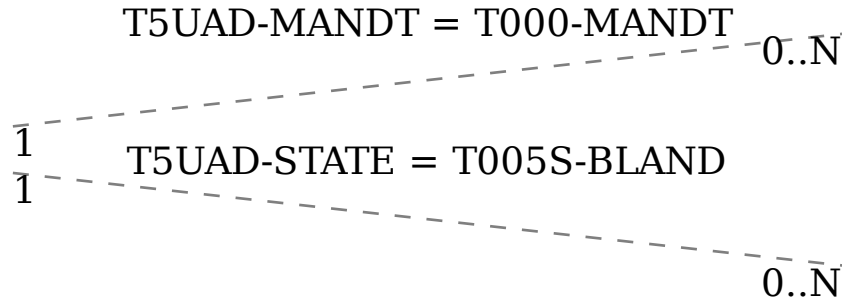 T5UAD-MANDT = T000-MANDT
0..N
1
T5UAD-STATE = T005S-BLAND
1
0..N